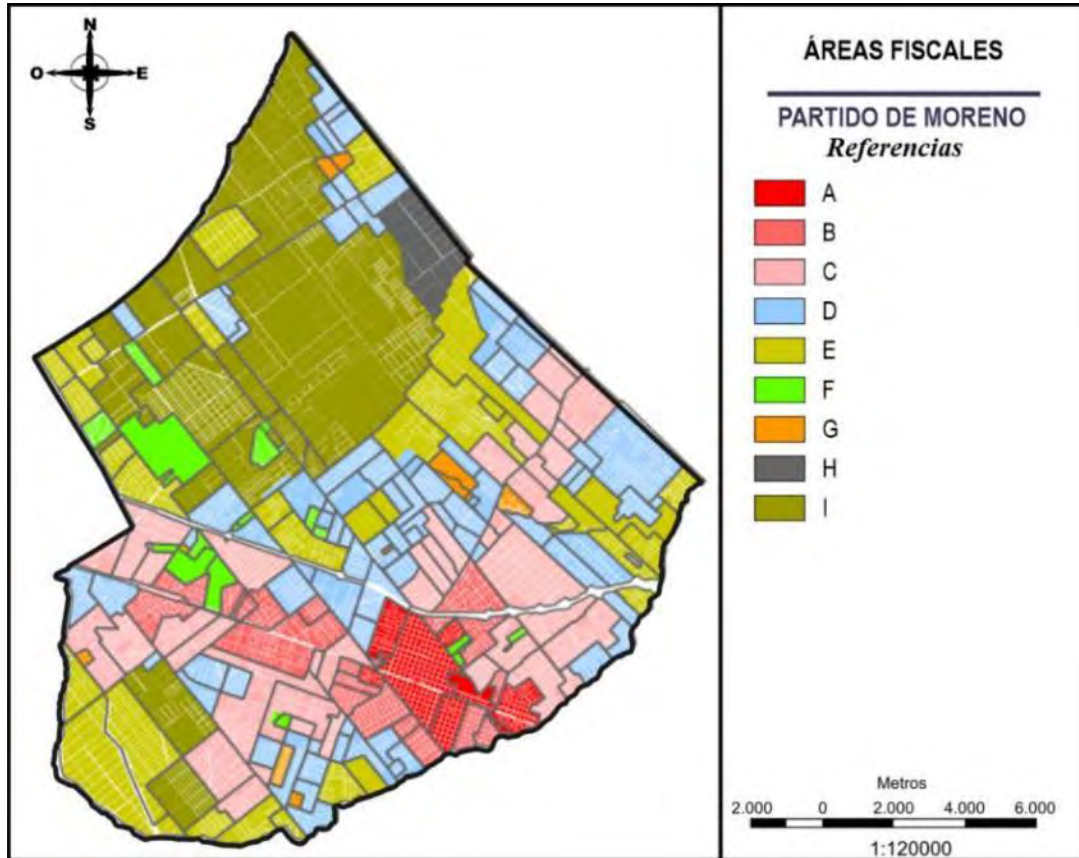 N
O E
S
ÁREAS FISCALES
PARTIDO DE MORENO
Referencias
A
B
C
D
E
F
G
H
I
Metros
2.000 0 2.000 4.000 6.000
1:120000